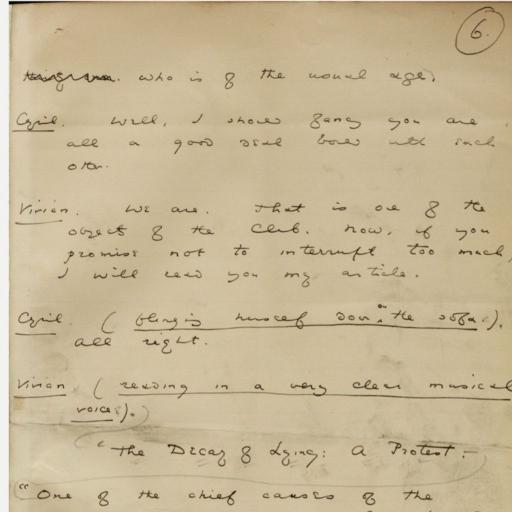 6.
who is of the usual age.
Cyril. Well, I should fancy you are
all a good deal bored with each
other.
Vivian. We are. That is one of the
objects of the Club. Now, if you
promise not to interrupt too much,
I will read you my article.
Cyril (flinging himself down on the sofa.).
all right.
Vivian (reading in a very clear musical
voice.).
"The Decay of Lying: A Protest.—
"One of the chief causes of the